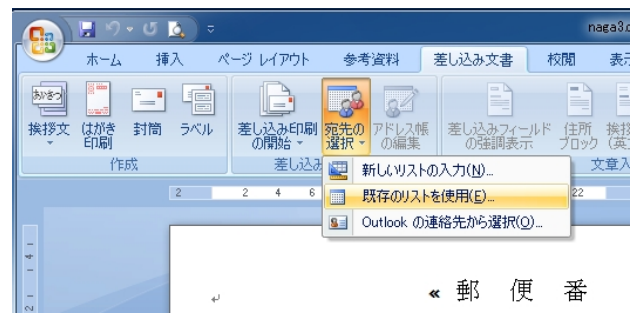 naga3.d
ホーム 挿入 ページ レイアウト 参考資料 差し込み文書 校閲 表示
あいさつ
挨拶文 はがき印刷 封筒 ラベル 差し込み印刷の開始 宛先の選択 アドレス帳の編集 差し込みフィールドの強調表示 住所ブロック 挨拶 (英
作成 差し込み 文章入力
新しいリストの入力(N)...
既存のリストを使用(E)...
Outlook の連絡先から選択(O)...
2 2 4 6 22
1
2
« 郵 便 番